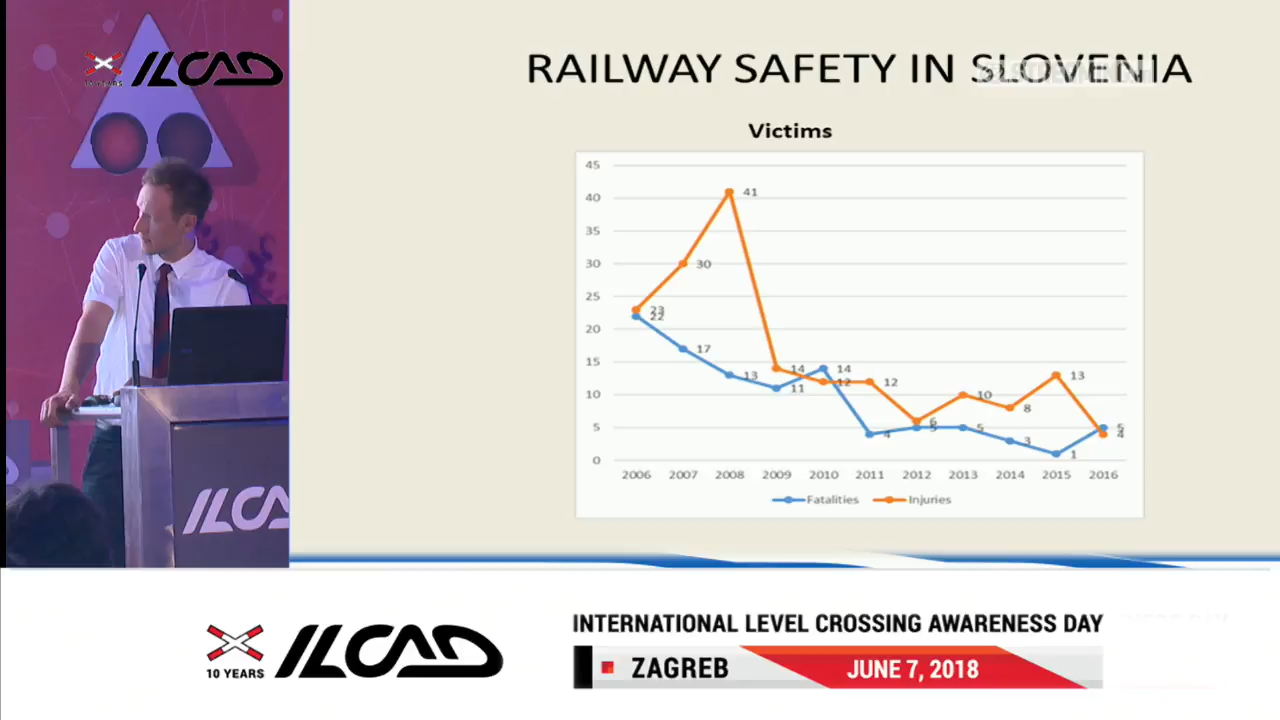 ILCAD
10 YEARS
RAILWAY SAFETY IN SLOVENIA
Victims
45
40
35
30
25
20
15
10
5
0
41
30
23
22
17
13
14
11
14
12
4
12
6
5
10
5
8
3
13
1
5
4
2006 2007 2008 2009 2010 2011 2012 2013 2014 2015 2016
Fatalities Injuries
ILCAD
10 YEARS
ILCAD
INTERNATIONAL LEVEL CROSSING AWARENESS DAY
ZAGREB
JUNE 7, 2018